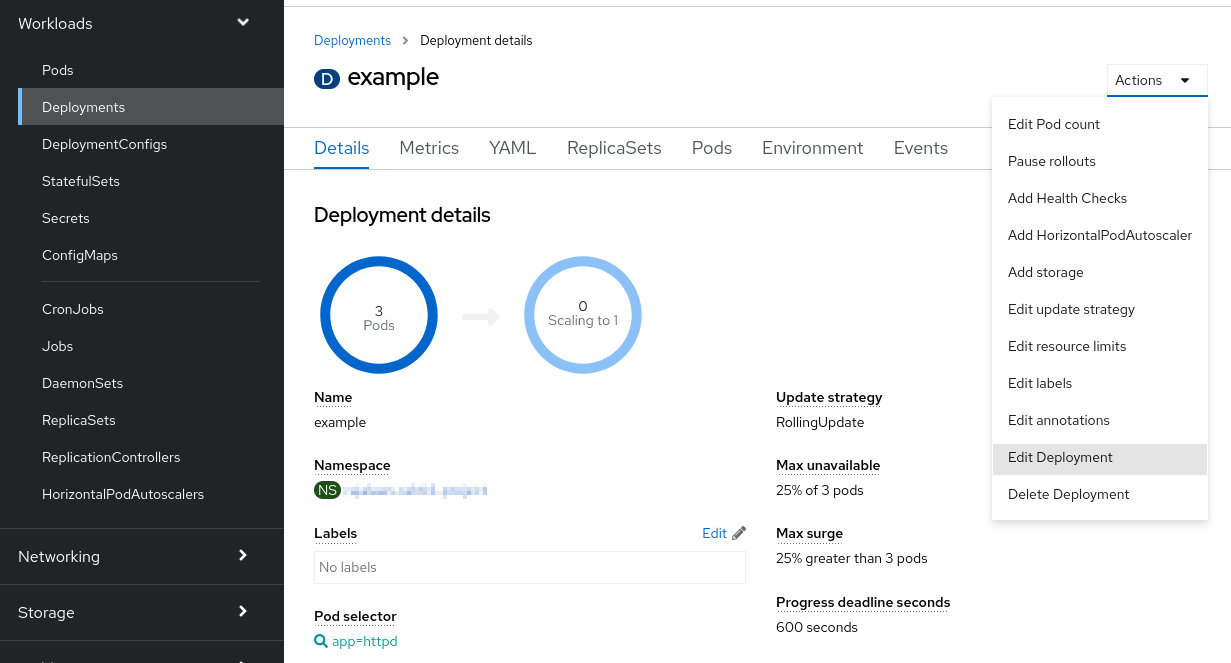 Workloads
Pods
Deployments
DeploymentConfigs
StatefulSets
Secrets
ConfigMaps
CronJobs
Jobs
DaemonSets
ReplicaSets
ReplicationControllers
HorizontalPodAutoscalers
Networking
Storage
Deployments > Deployment details
D example
Actions
Edit Pod count
Pause rollouts
Add Health Checks
Add HorizontalPodAutoscaler
Add storage
Edit update strategy
Edit resource limits
Edit labels
Edit annotations
Edit Deployment
Delete Deployment
Details Metrics YAML ReplicaSets Pods Environment Events
Deployment details
3
Pods
0
Scaling to 1
Name
example
Namespace
NS
Labels
Edit
No labels
Pod selector
app=httpd
Update strategy
RollingUpdate
Max unavailable
25% of 3 pods
Max surge
25% greater than 3 pods
Progress deadline seconds
600 seconds